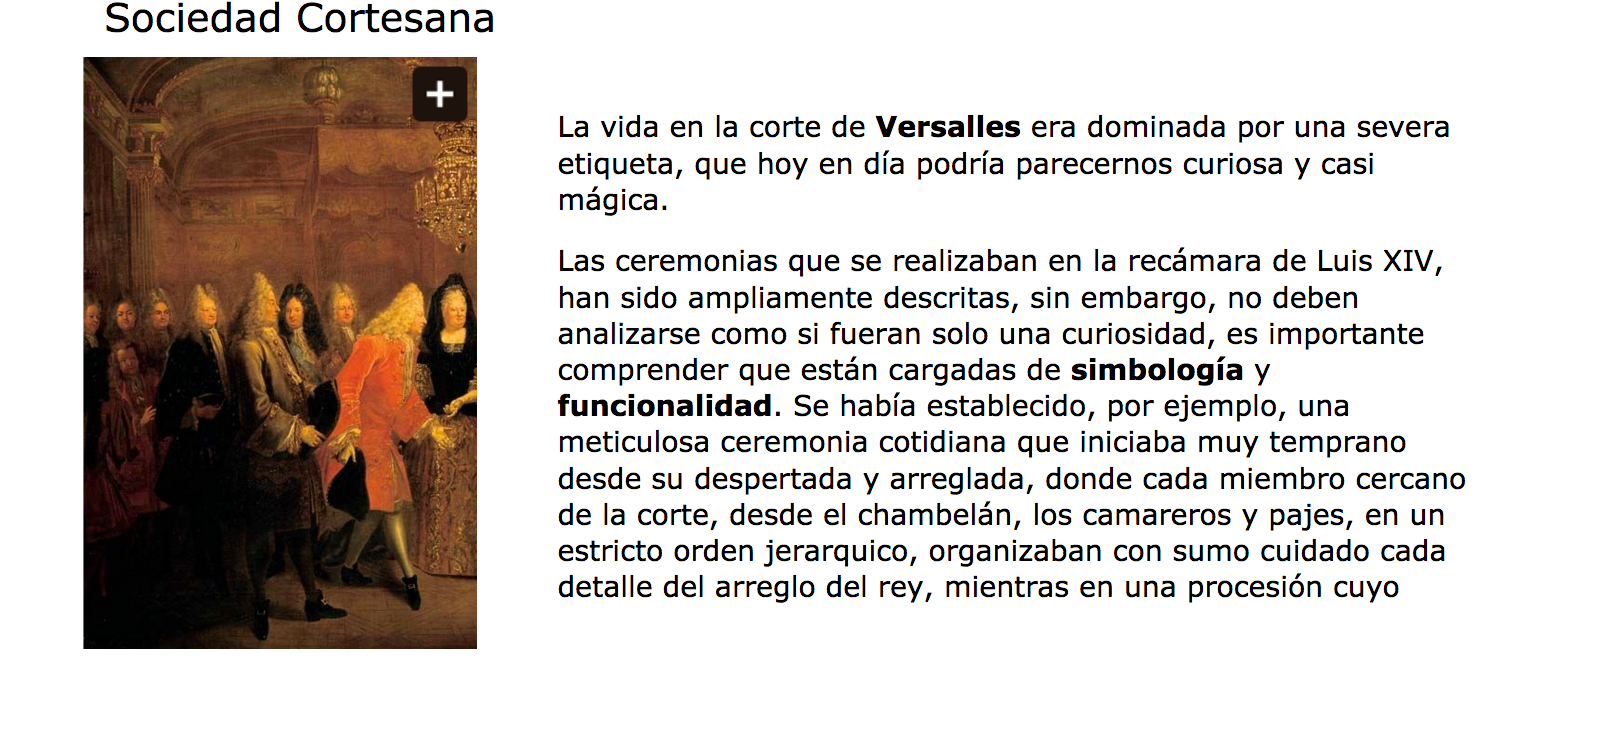 Sociedad Cortesana
La vida en la corte de Versalles era dominada por una severa
etiqueta, que hoy en día podría parecernos curiosa y casi
mágica.
Las ceremonias que se realizaban en la recámara de Luis XIV,
han sido ampliamente descritas, sin embargo, no deben
analizarse como si fueran solo una curiosidad, es importante
comprender que están cargadas de simbología y
funcionalidad. Se había establecido, por ejemplo, una
meticulosa ceremonia cotidiana que iniciaba muy temprano
desde su despertada y arreglada, donde cada miembro cercano
de la corte, desde el chambelán, los camareros y pajes, en un
estricto orden jerarquico, organizaban con sumo cuidado cada
detalle del arreglo del rey, mientras en una procesión cuyo